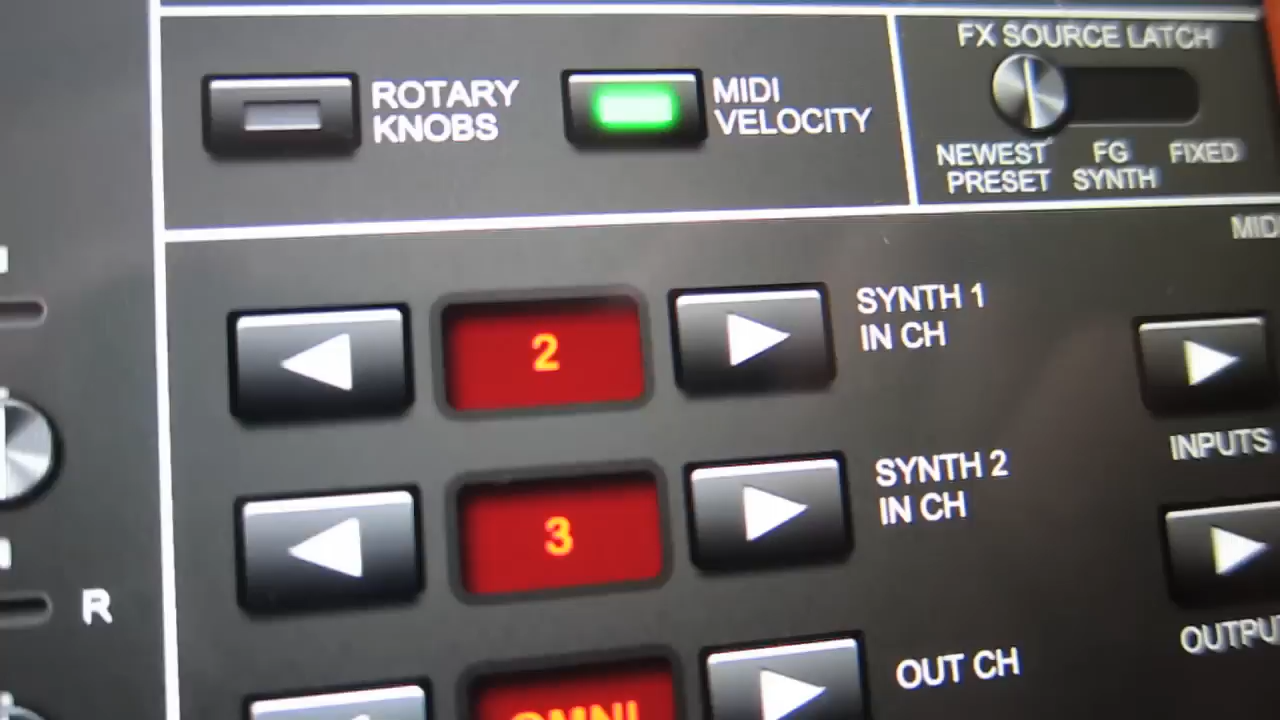 FX SOURCE LATCH
ROTARY
KNOBS
MIDI
VELOCITY
NEWEST
PRESET
FG
SYNTH
FIXED
2
SYNTH 1
IN CH
INPUTS
3
SYNTH 2
IN CH
R
OMNI
OUT CH